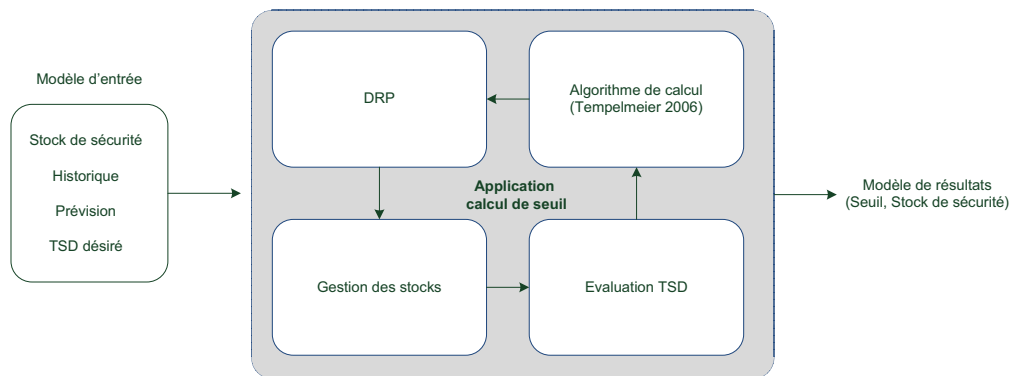 Modèle d'entrée
Stock de sécurité
Historique
Prévision
TSD désiré
DRP
Algorithme de calcul
(Tempelmeier 2006)
Application
calcul de seuil
Gestion des stocks
Evaluation TSD
Modèle de résultats
(Seuil, Stock de sécurité)